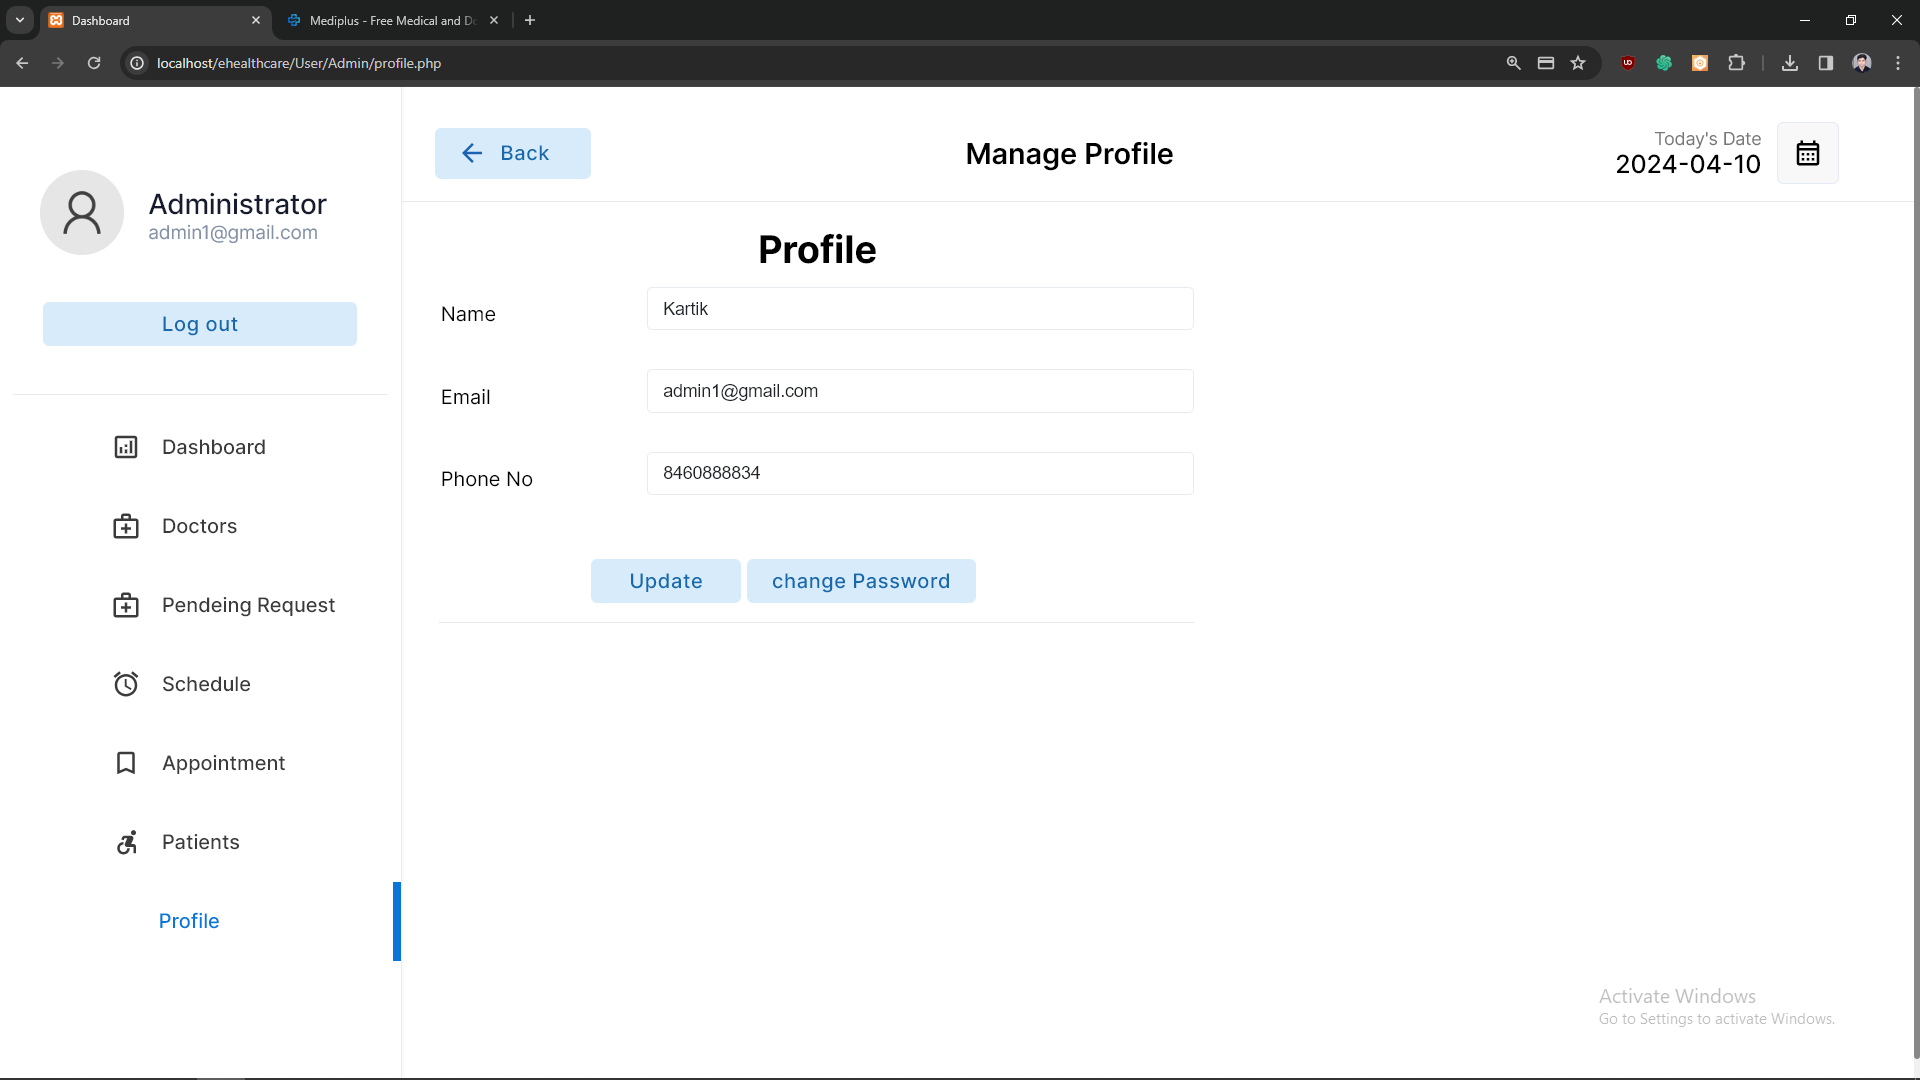 Dashboard
Mediplus - Free Medical and
localhost/ehealthcare/User/Admin/profile.php
Administrator
admin1@gmail.com
Log out
Dashboard
Doctors
Pendeing Request
Schedule
Appointment
Patients
Profile
Back
Manage Profile
Today's Date
2024-04-10
Profile
Name
Kartik
Email
admin1@gmail.com
Phone No
8460888834
Update
change Password
Activate Windows
Go to Settings to activate Windows.